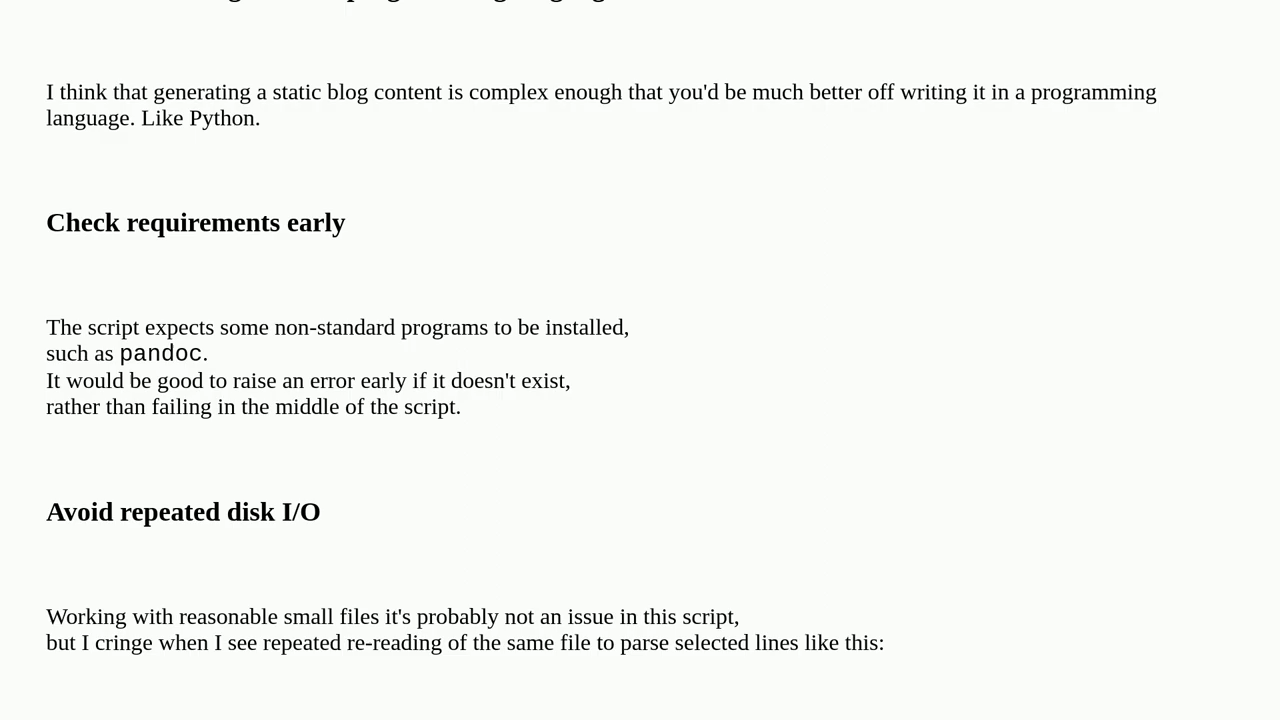 I think that generating a static blog content is complex enough that you'd be much better off writing it in a programming
language. Like Python.
Check requirements early
The script expects some non-standard programs to be installed,
such as pandoc.
It would be good to raise an error early if it doesn't exist,
rather than failing in the middle of the script.
Avoid repeated disk I/O
Working with reasonable small files it's probably not an issue in this script,
but I cringe when I see repeated re-reading of the same file to parse selected lines like this: